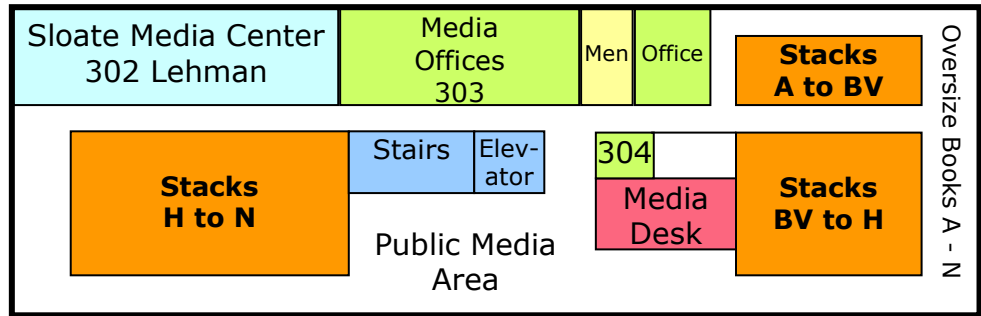 Sloate Media Center
302 Lehman
Media
Offices
303
Men
Office
Stacks
A to BV
Oversize Books A - N
Stacks
H to N
Stairs
Elev-
ator
304
Media
Desk
Stacks
BV to H
Public Media
Area